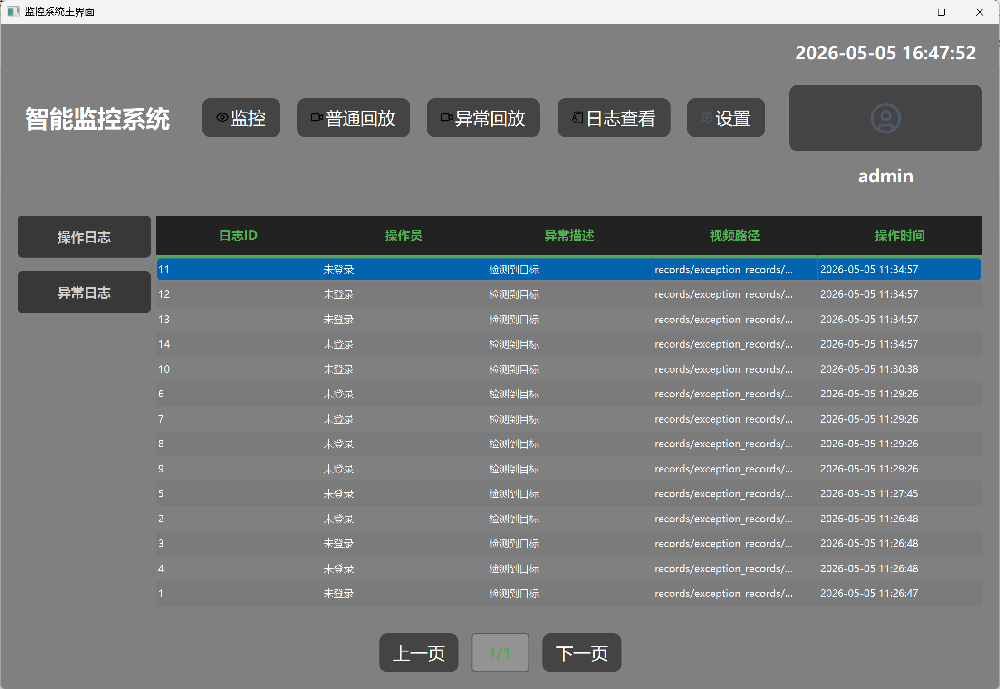 监控系统主界面
2026-05-05 16:47:52
智能监控系统 监控 普通回放 异常回放 日志查看 设置
admin
操作日志
异常日志
日志ID 操作员 异常描述 视频路径 操作时间
11 未登录 检测到目标 records/exception_records/... 2026-05-05 11:34:57
12 未登录 检测到目标 records/exception_records/... 2026-05-05 11:34:57
13 未登录 检测到目标 records/exception_records/... 2026-05-05 11:34:57
14 未登录 检测到目标 records/exception_records/... 2026-05-05 11:34:57
10 未登录 检测到目标 records/exception_records/... 2026-05-05 11:30:38
6 未登录 检测到目标 records/exception_records/... 2026-05-05 11:29:26
7 未登录 检测到目标 records/exception_records/... 2026-05-05 11:29:26
8 未登录 检测到目标 records/exception_records/... 2026-05-05 11:29:26
9 未登录 检测到目标 records/exception_records/... 2026-05-05 11:29:26
5 未登录 检测到目标 records/exception_records/... 2026-05-05 11:27:45
2 未登录 检测到目标 records/exception_records/... 2026-05-05 11:26:48
3 未登录 检测到目标 records/exception_records/... 2026-05-05 11:26:48
4 未登录 检测到目标 records/exception_records/... 2026-05-05 11:26:48
1 未登录 检测到目标 records/exception_records/... 2026-05-05 11:26:47
上一页 1/1 下一页